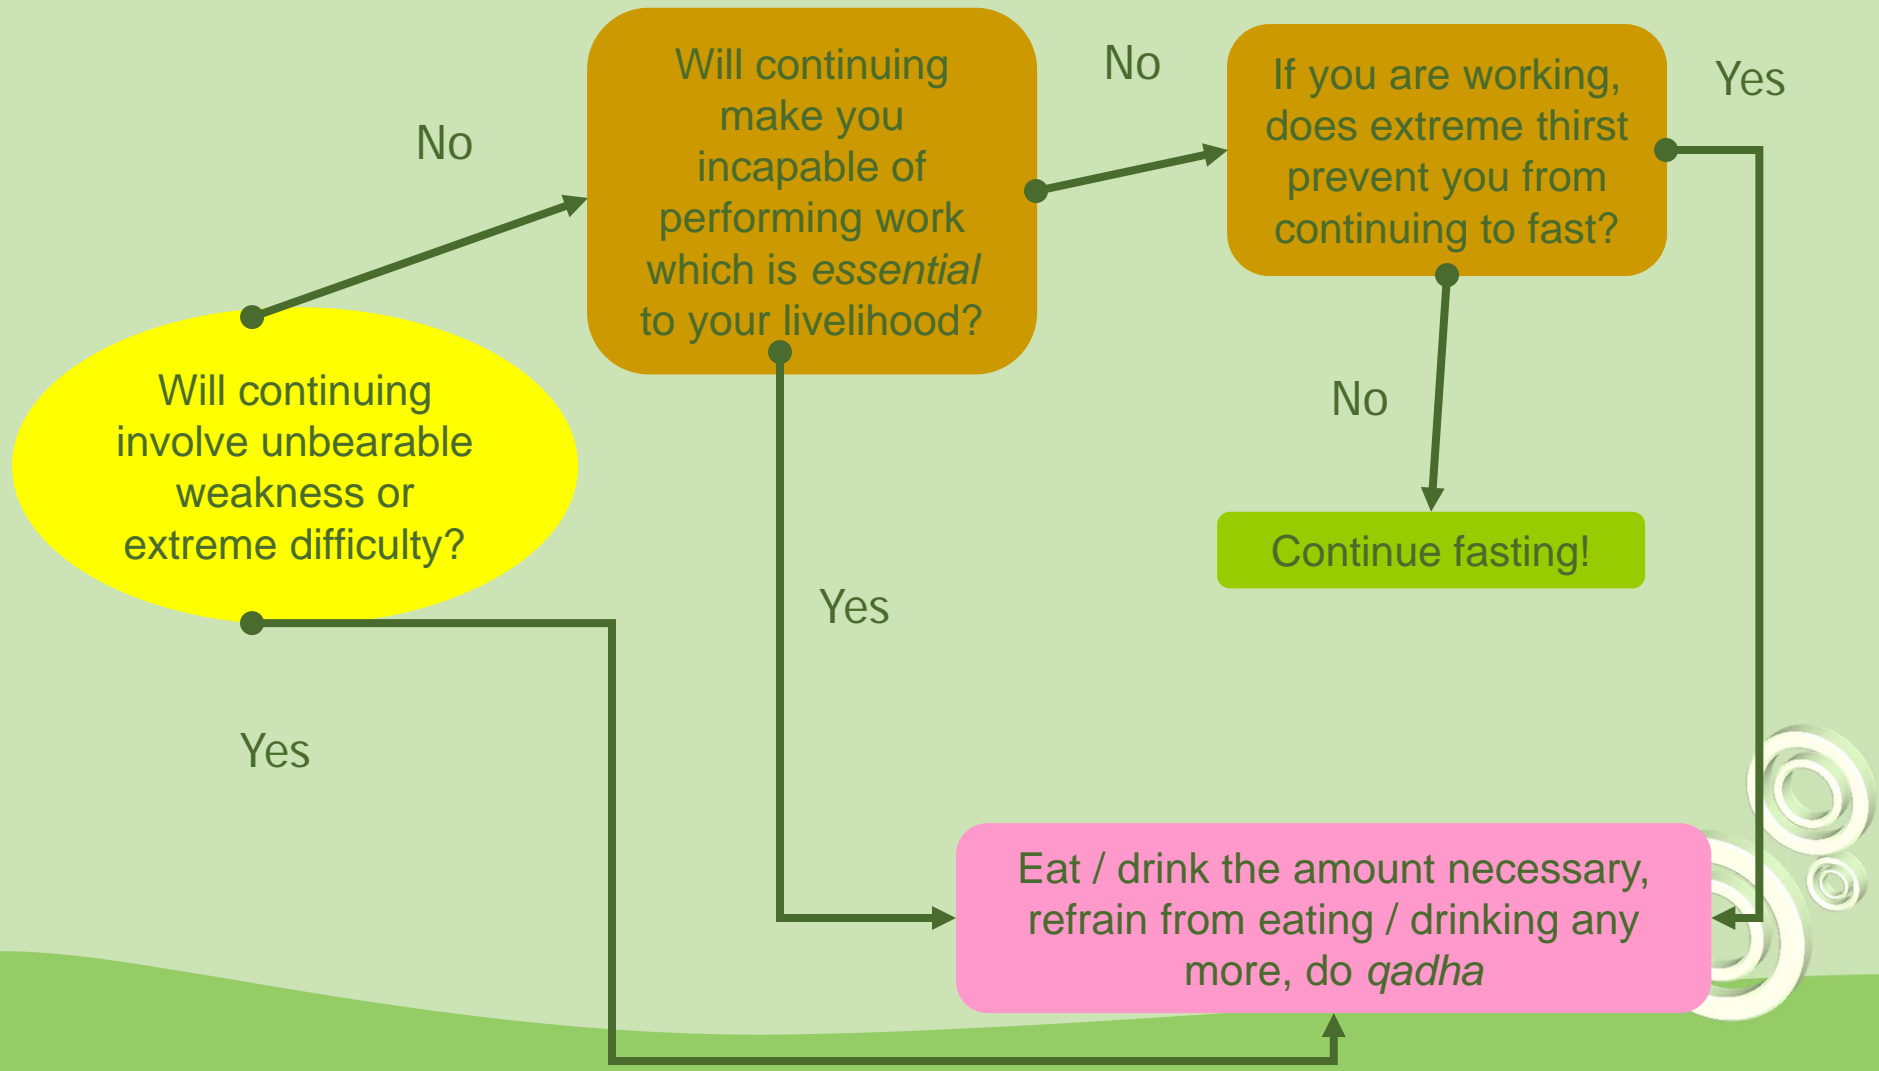 Will continuing
involve unbearable
weakness or
extreme difficulty?
No
Yes
Will continuing
make you
incapable of
performing work
which is essential
to your livelihood?
No
Yes
If you are working,
does extreme thirst
prevent you from
continuing to fast?
Yes
No
Continue fasting!
Eat / drink the amount necessary,
refrain from eating / drinking any
more, do qadha